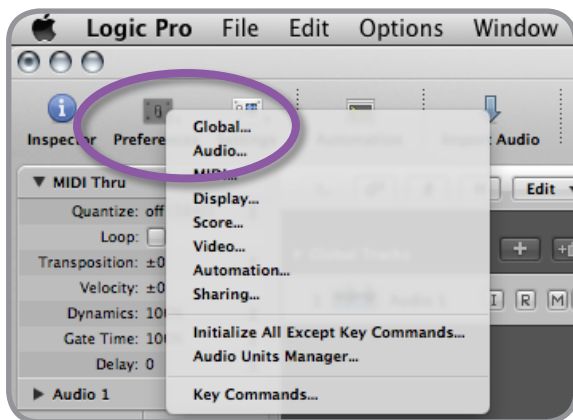 Logic Pro File Edit Options Window
Inspector Prefere Audio
Global...
Audio...
MIDI...
Display...
Score...
Video...
Automation...
Sharing...
Initialize All Except Key Commands...
Audio Units Manager...
Key Commands...
MIDI Thru
Quantize: off
Loop:
Transposition: ±0
Velocity: ±0
Dynamics: 10
Gate Time: 10
Delay: 0
Audio 1
Edit
I R M